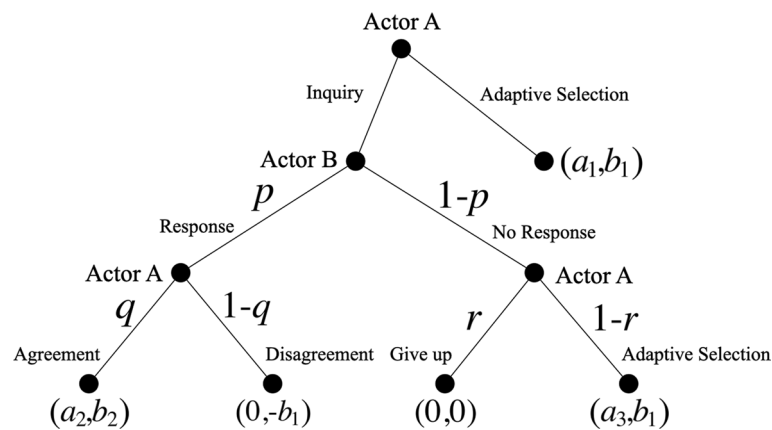 Actor A
Inquiry
Adaptive Selection
Actor B
(a₁,b₁)
p
1-p
Response
No Response
Actor A
Actor A
q
1-q
r
1-r
Agreement
Disagreement
Give up
Adaptive Selection
(a₂,b₂)
(0,-b₁)
(0,0)
(a₃,b₁)